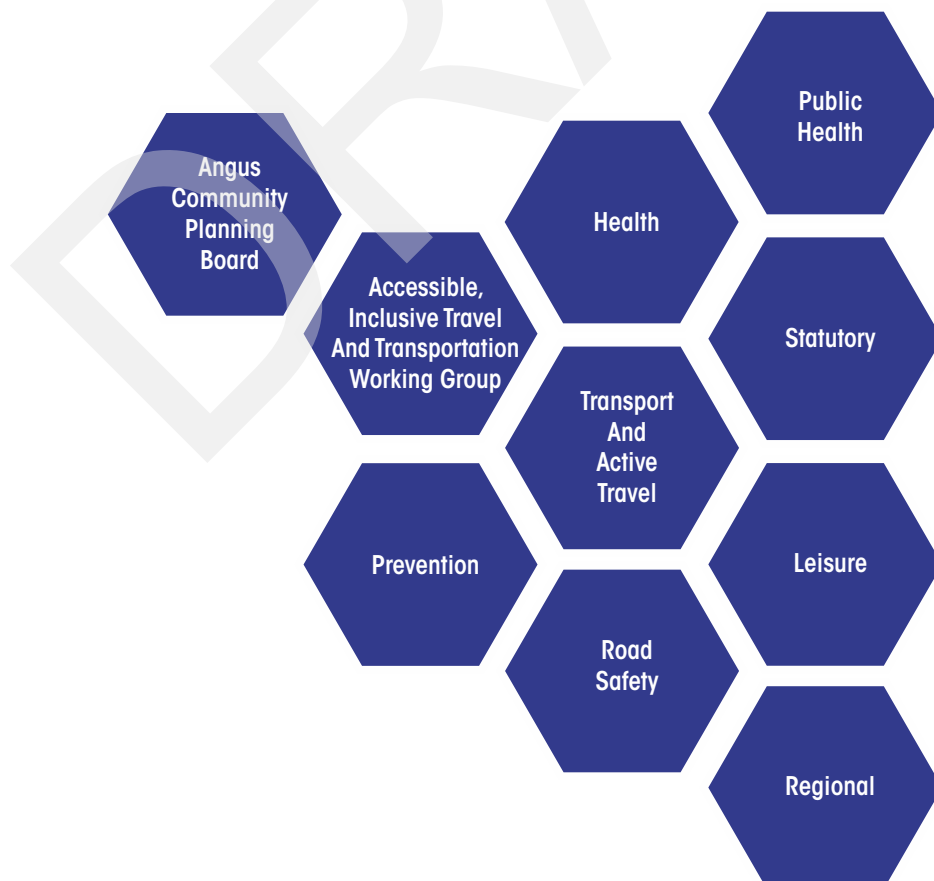 Public
Health
Angus
Community
Planning
Board
Health
Accessible,
Inclusive Travel
And Transportation
Working Group
Statutory
Transport
And
Active
Travel
Prevention
Leisure
Road
Safety
Regional
DRA